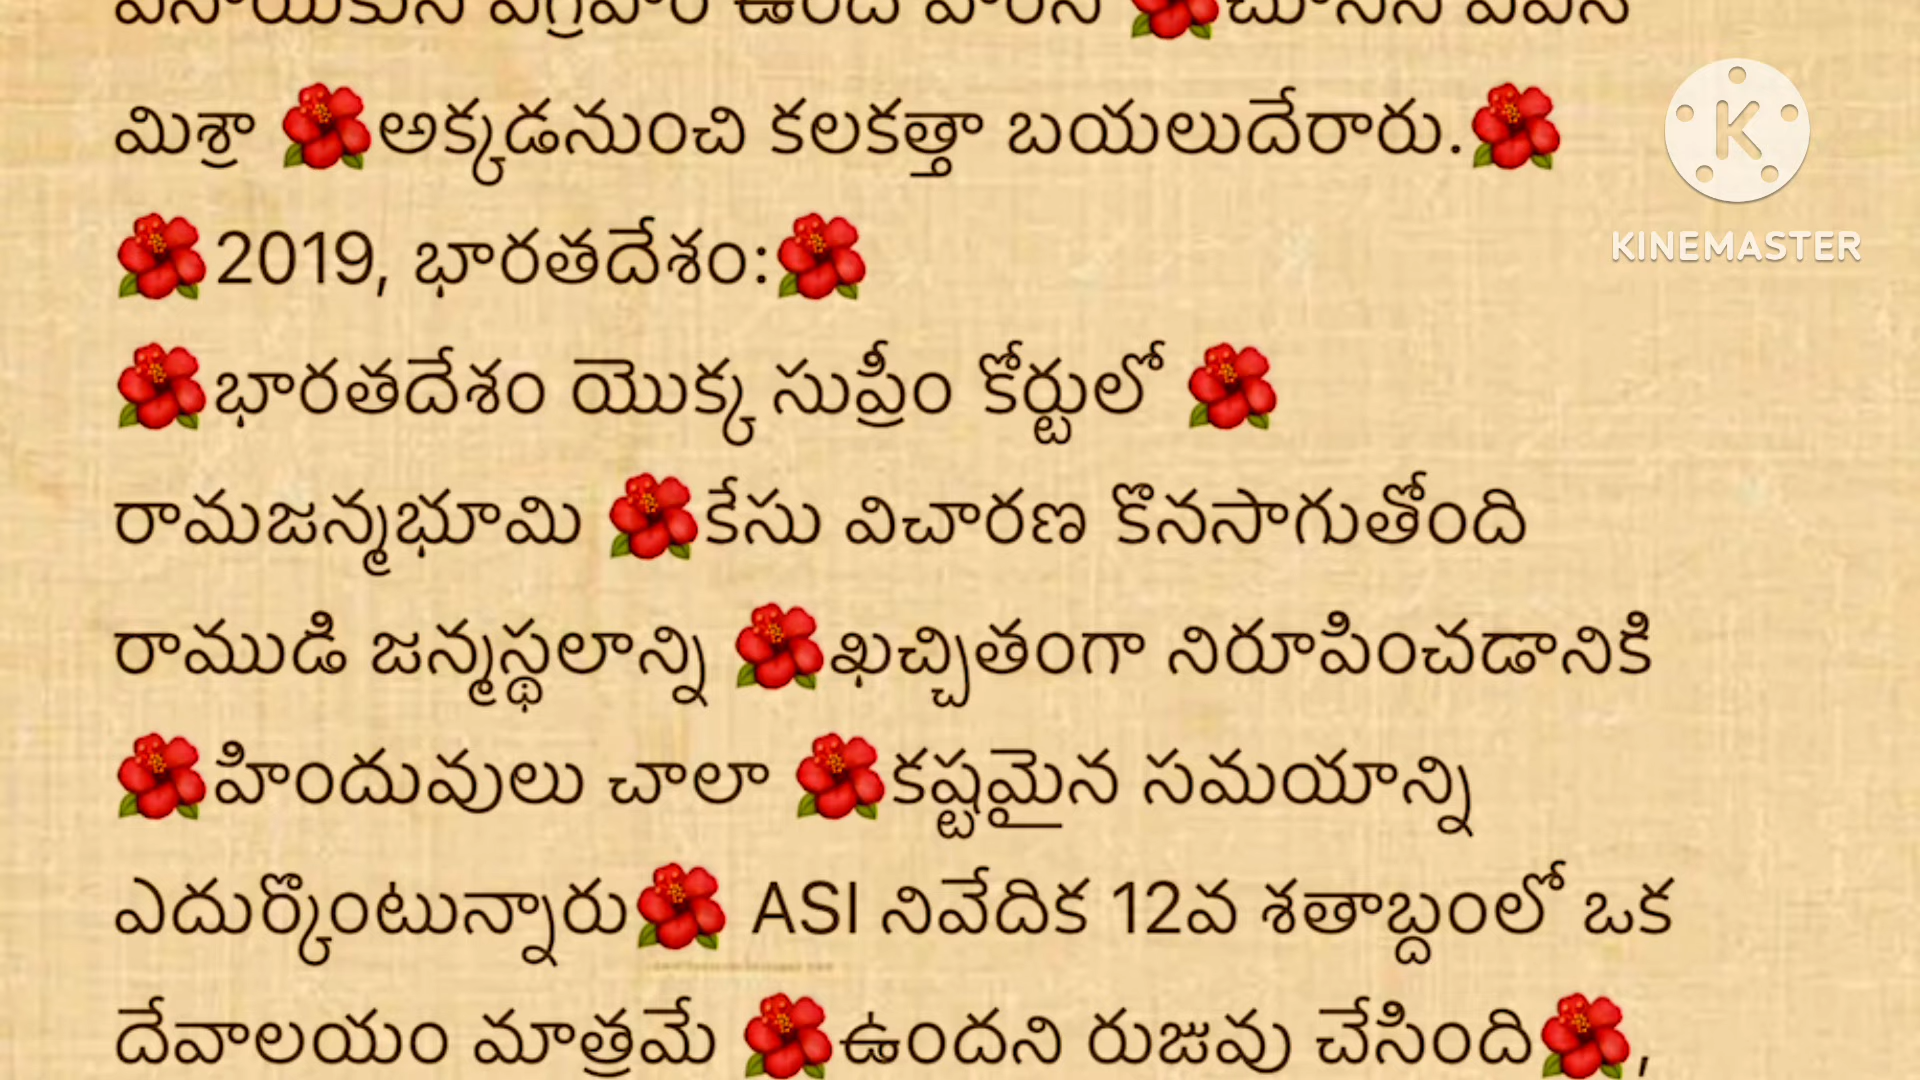 మిశ్రా 🌺అక్కడనుంచి కలకత్తా బయలుదేరారు.🌺
KINEMASTER
🌺2019, భారతదేశం:🌺
🌺భారతదేశం యొక్క సుప్రీం కోర్టులో 🌺
రామజన్మభూమి 🌺కేసు విచారణ కొనసాగుతోంది
రాముడి జన్మస్థలాన్ని 🌺ఖచ్చితంగా నిరూపించడానికి
🌺హిందువులు చాలా 🌺కష్టమైన సమయాన్ని
ఎదుర్కొంటున్నారు🌺 ASI నివేదిక 12వ శతాబ్దంలో ఒక
దేవాలయం మాత్రమే 🌺ఉందని రుజువు చేసింది🌺,